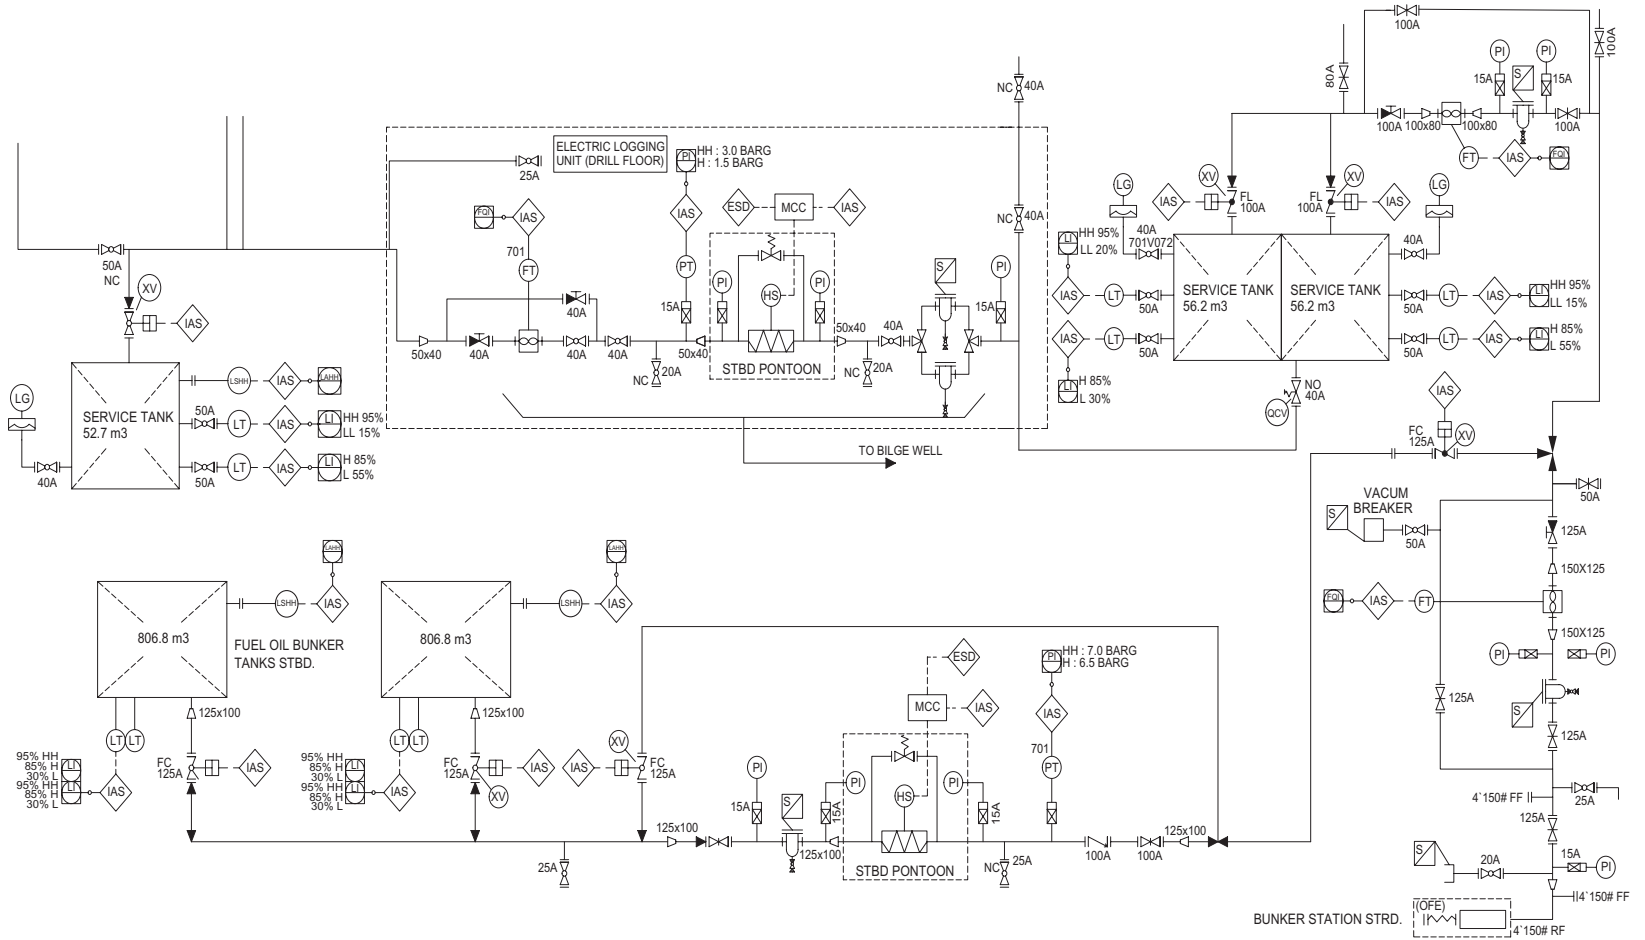 100A
100A
80A
PI
PI
S
15A
15A
100A
100x80
100x80
100A
FT
IAS
FQI
NC
40A
ELECTRIC LOGGING
UNIT (DRILL FLOOR)
25A
PI
HH : 3.0 BARG
H : 1.5 BARG
FQI
IAS
701
FT
IAS
PT
ESD
MCC
IAS
NC
40A
LG
IAS
XV
FL
100A
XV
FL
100A
IAS
LG
50A
NC
XV
IAS
PI
HS
PI
S
PI
15A
15A
LI
HH 95%
LL 20%
40A
701V072
IAS
LT
50A
SERVICE TANK
56.2 m3
SERVICE TANK
56.2 m3
40A
50A
LT
IAS
LI
HH 95%
LL 15%
40A
50x40
40A
40A
40A
50x40
50x40
40A
NC
20A
STBD PONTOON
NC
20A
IAS
LT
50A
50A
LT
IAS
LI
H 85%
L 55%
LI
H 85%
L 30%
NO
40A
QCV
IAS
LG
SERVICE TANK
52.7 m3
LSHH
IAS
LAHH
50A
LT
IAS
LI
HH 95%
LL 15%
50A
LT
IAS
LI
H 85%
L 55%
40A
TO BILGE WELL
FC
125A
XV
VACUM
BREAKER
S
50A
50A
125A
150X125
FQI
IAS
FT
150X125
PI
PI
S
125A
125A
LAHH
LAHH
806.8 m3
LSHH
IAS
FUEL OIL BUNKER
TANKS STBD.
806.8 m3
LSHH
IAS
125x100
125x100
LT
LT
LT
LT
95% HH
85% H
30% L
LI
95% HH
85% H
30% L
LI
IAS
FC
125A
IAS
95% HH
85% H
30% L
LI
95% HH
85% H
30% L
LI
IAS
FC
125A
XV
IAS
IAS
XV
FC
125A
ESD
MCC
IAS
PI
HH : 7.0 BARG
H : 6.5 BARG
IAS
701
PT
PI
15A
S
PI
15A
HS
PI
15A
125x100
125x100
25A
STBD PONTOON
NC
25A
100A
100A
125x100
25A
4`150# FF
125A
S
20A
15A
PI
4`150# FF
BUNKER STATION STRD.
(OFE)
4`150# RF